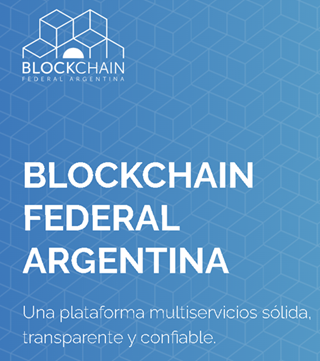 BLOCKCHAIN
FEDERAL ARGENTINA
BLOCKCHAIN
FEDERAL
ARGENTINA
Una plataforma multiservicios sólida,
transparente y confiable.